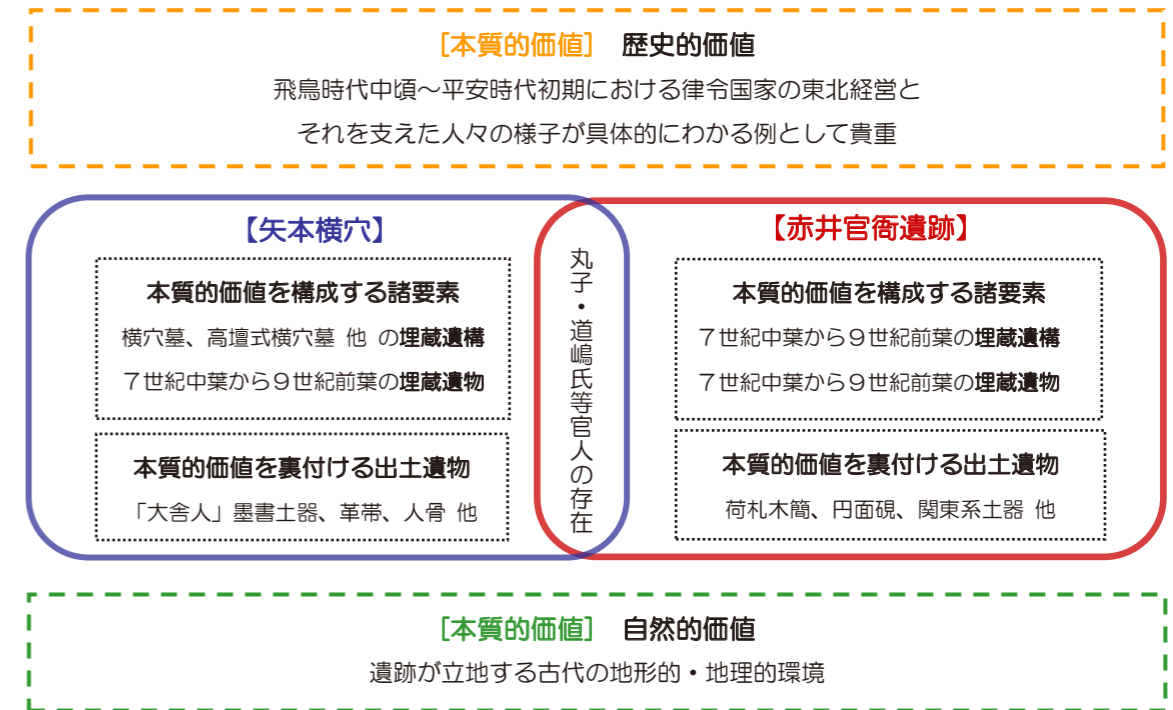 [本質的価値] 歴史的価値
飛鳥時代中頃～平安時代初期における律令国家の東北経営と
それを支えた人々の様子が具体的にわかる例として貴重
【矢本横穴】
本質的価値を構成する諸要素
横穴墓、高壇式横穴墓 他 の埋蔵遺構
７世紀中葉から９世紀前葉の埋蔵遺物
本質的価値を裏付ける出土遺物
「大舎人」墨書土器、革帯、人骨 他
丸子・道嶋氏等官人の存在
【赤井官衙遺跡】
本質的価値を構成する諸要素
７世紀中葉から９世紀前葉の埋蔵遺構
７世紀中葉から９世紀前葉の埋蔵遺物
本質的価値を裏付ける出土遺物
荷札木簡、円面硯、関東系土器 他
[本質的価値] 自然的価値
遺跡が立地する古代の地形的・地理的環境